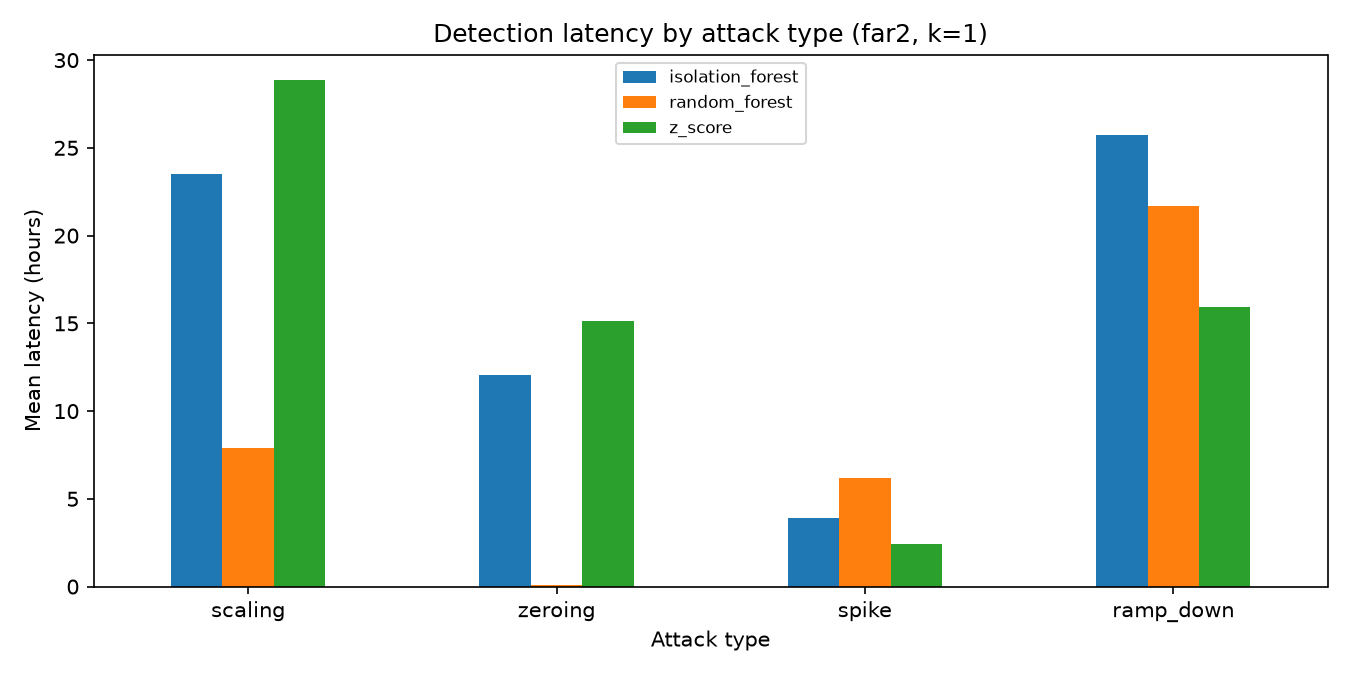 Detection latency by attack type (far2, k=1)
isolation_forest
random_forest
z_score
Mean latency (hours)
30
25
20
15
10
5
0
scaling zeroing spike ramp_down
Attack type